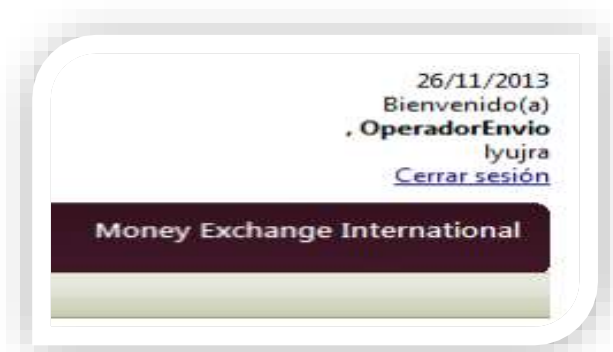 26/11/2013
Bienvenido(a)
, OperadorEnvio
lyujra
Cerrar sesión
Money Exchange International